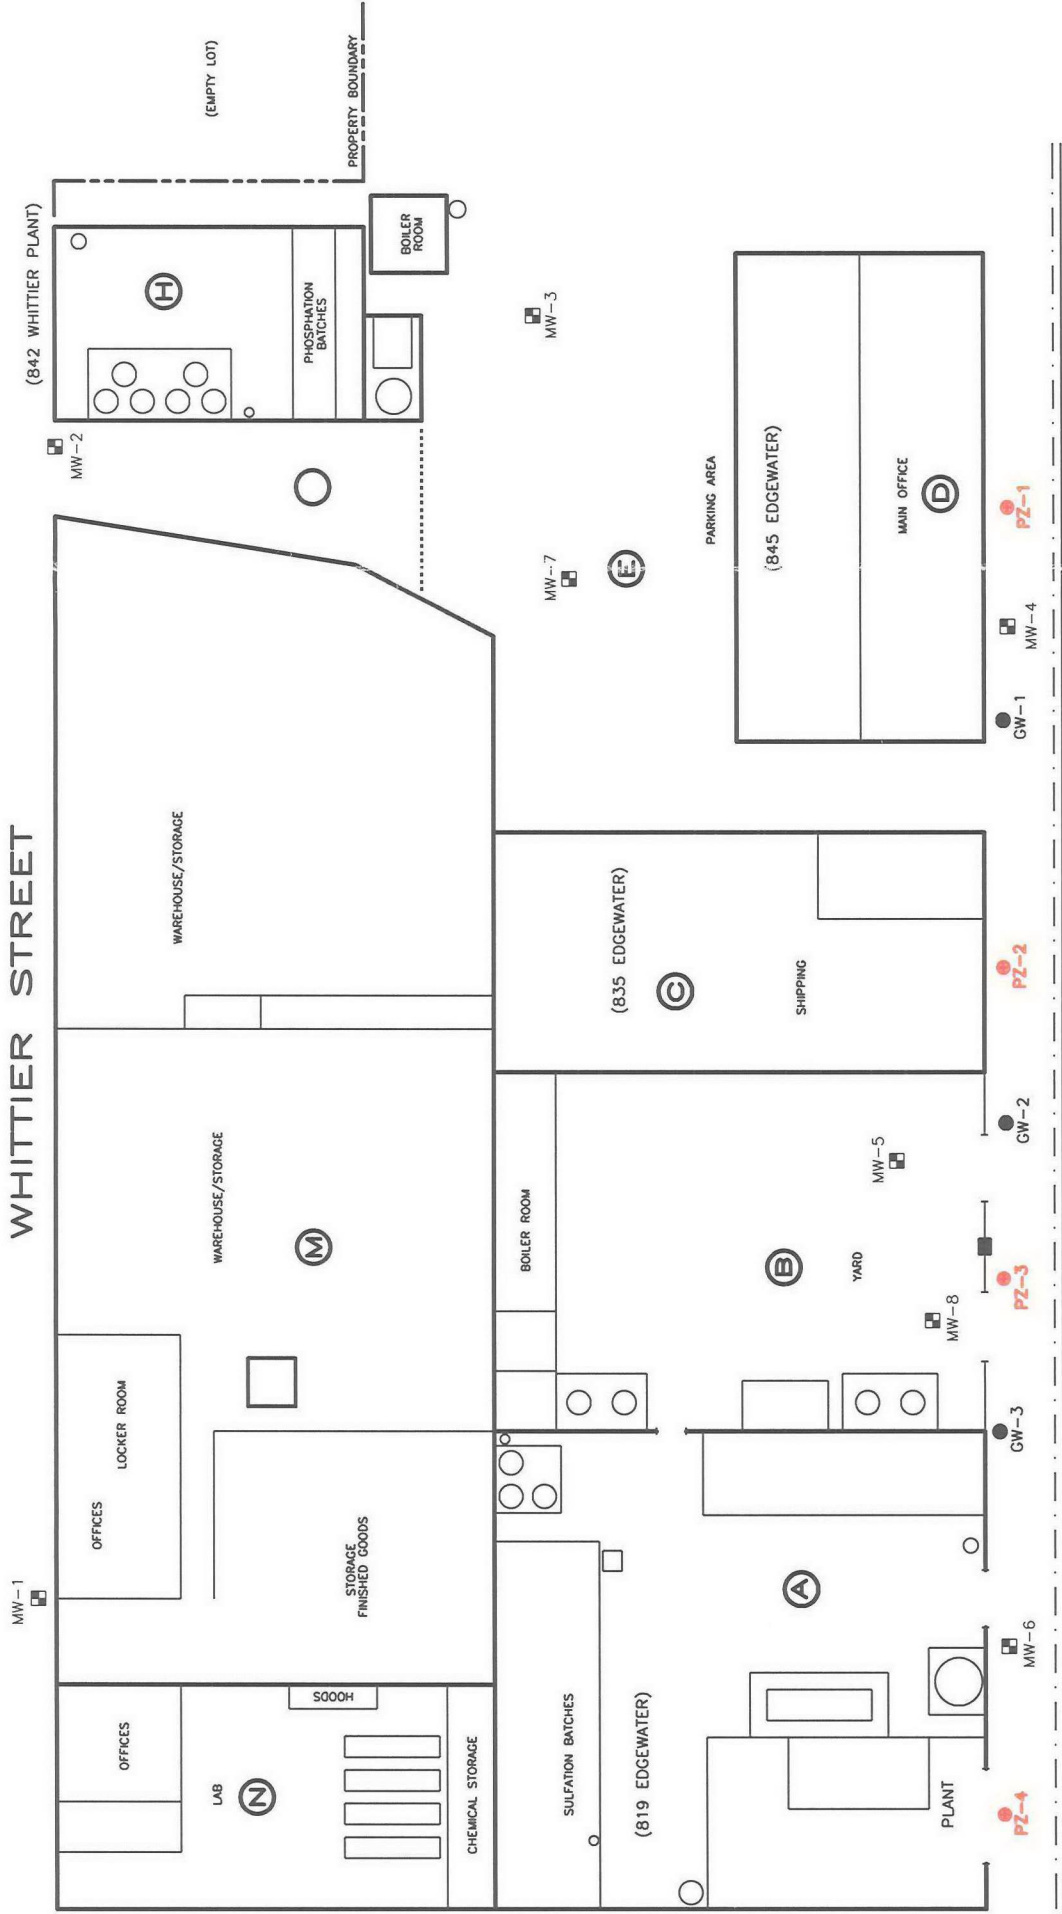 WHITTIER STREET
(842 WHITTIER PLANT)
(EMPTY LOT)
PROPERTY BOUNDARY
MW-1
OFFICES
LOCKER ROOM
WAREHOUSE/STORAGE
WAREHOUSE/STORAGE
MW-2
H
PHOSPHATION
BATCHES
BOILER
ROOM
OFFICES
LAB
N
HOODS
CHEMICAL STORAGE
STORAGE
FINISHED GOODS
M
MW-3
MW-7
E
SULFATION BATCHES
(819 EDGEWATER)
A
PLANT
BOILER ROOM
B
YARD
MW-5
MW-8
(835 EDGEWATER)
C
SHIPPING
PARKING AREA
(845 EDGEWATER)
MAIN OFFICE
D
PZ-4
MW-6
GW-3
PZ-3
GW-2
PZ-2
GW-1
MW-4
PZ-1